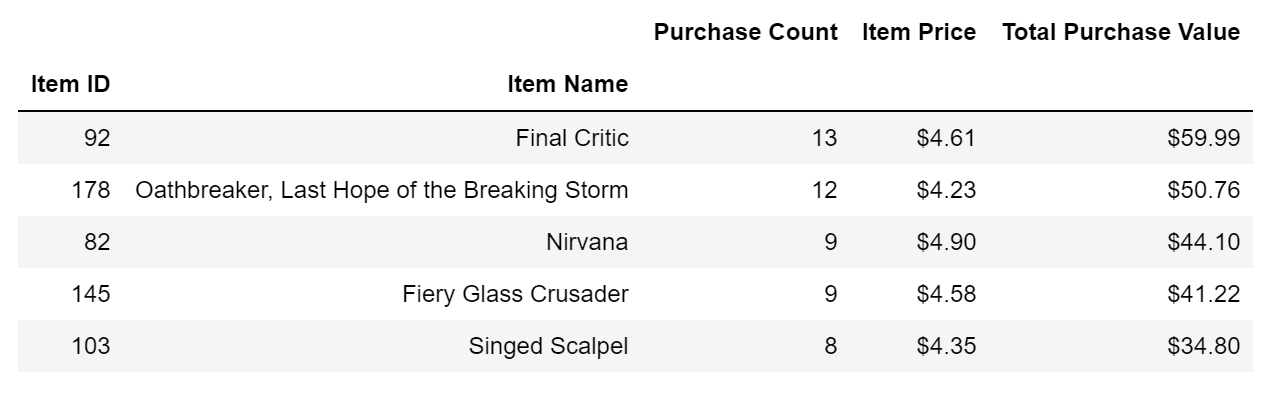 Purchase Count Item Price Total Purchase Value
Item ID Item Name
92 Final Critic 13 $4.61 $59.99
178 Oathbreaker, Last Hope of the Breaking Storm 12 $4.23 $50.76
82 Nirvana 9 $4.90 $44.10
145 Fiery Glass Crusader 9 $4.58 $41.22
103 Singed Scalpel 8 $4.35 $34.80